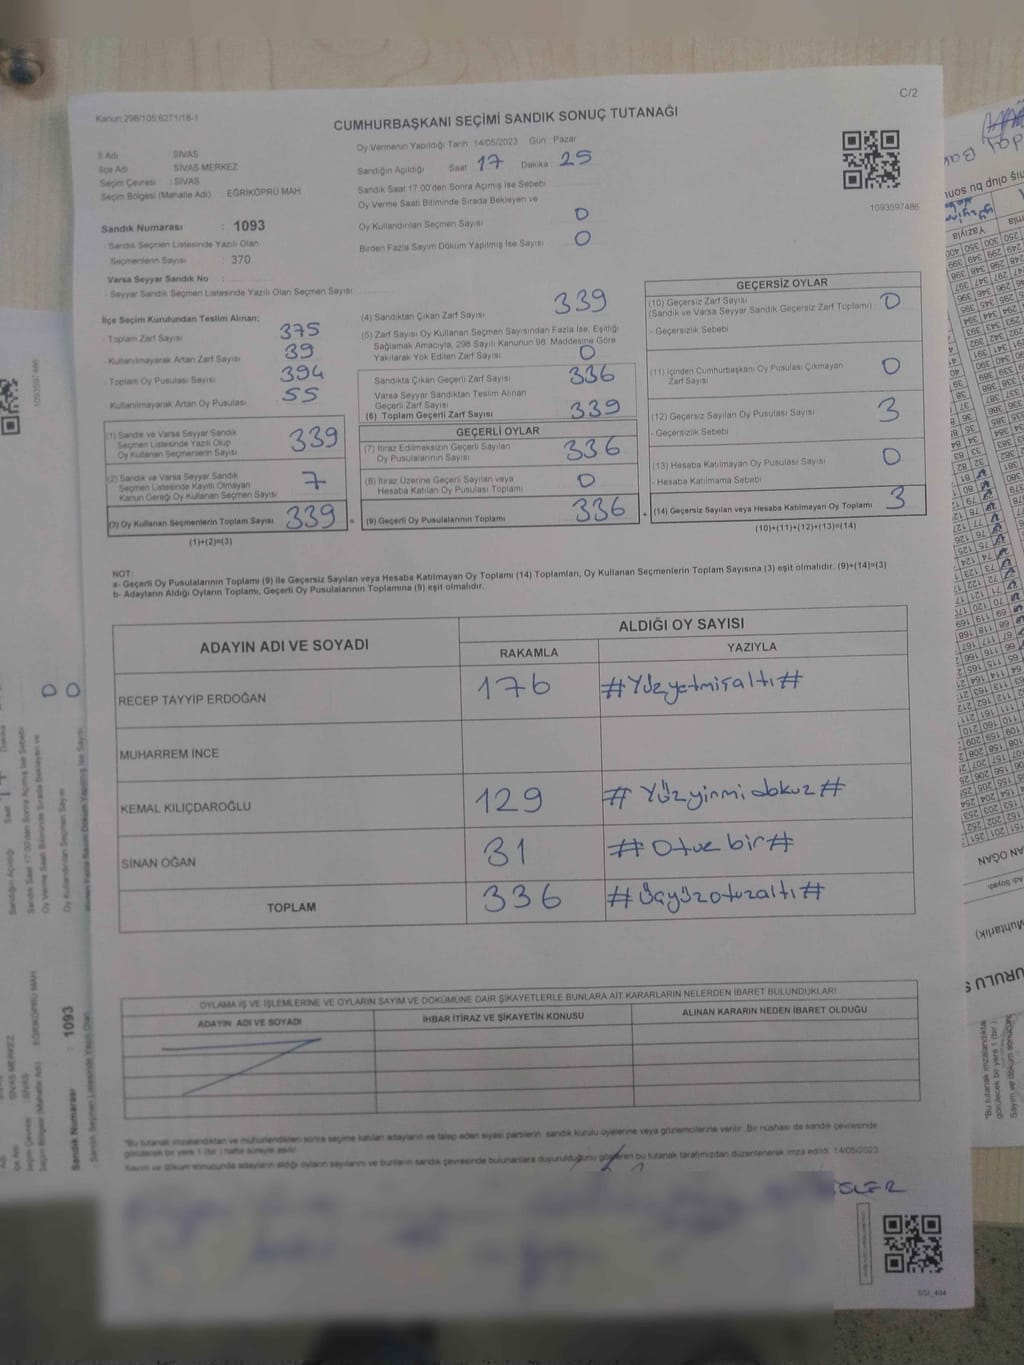 C/2
Kanun: 298/105,6271/16-1
CUMHURBAŞKANI SEÇİMİ SANDIK SONUÇ TUTANAĞI
İl Adı SİVAS
İlçe Adı SİVAS MERKEZ
Seçim Çevresi : SİVAS
Seçim Bölgesi (Mahalle Adı) EĞRİKÖPRÜ MAH.
Sandık Numarası : 1093
- Sandık Seçmen Listesinde Yazılı Olan
Seçmenlerin Sayısı : 370
Varsa Seyyar Sandık No
- Seyyar Sandık Seçmen Listesinde Yazılı Olan Seçmen Sayısı
Oy Vermenin Yapıldığı Tarih 14/05/2023 Gün Pazar
Sandığın Açıldığı Saat 17 Dakika 25
Sandık Saat 17:00'den Sonra Açılmış İse Sebebi
Oy Verme Saati Bitiminde Sırada Bekleyen ve
Oy Kullandırılan Seçmen Sayısı 0
Birden Fazla Sayım Döküm Yapılmış İse Sayısı 0
1093597486
İlçe Seçim Kurulundan Teslim Alınan;
- Toplam Zarf Sayısı 375
- Kullanılmayarak Artan Zarf Sayısı 39
- Toplam Oy Pusulası Sayısı 394
- Kullanılmayarak Artan Oy Pusulası 55
(1) Sandık ve Varsa Seyyar Sandık
Seçmen Listesinde Yazılı Olup
Oy Kullanan Seçmenlerin Sayısı 339
(2) Sandık ve Varsa Seyyar Sandık
Seçmen Listesinde Kayıtlı Olmayan
Kanun Gereği Oy Kullanan Seçmen Sayısı 7
(3) Oy Kullanan Seçmenlerin Toplam Sayısı 339 =
(1)+(2)=(3)
(4) Sandıktan Çıkan Zarf Sayısı 339
(5) Zarf Sayısı Oy Kullanan Seçmen Sayısından Fazla İse, Eşitliği
Sağlamak Amacıyla, 298 Sayılı Kanunun 98. Maddesine Göre
Yakılarak Yok Edilen Zarf Sayısı 0
Sandıkta Çıkan Geçerli Zarf Sayısı 336
Varsa Seyyar Sandıktan Teslim Alınan
Geçerli Zarf Sayısı
(6) Toplam Geçerli Zarf Sayısı 339
GEÇERLİ OYLAR
(7) İtiraz Edilmeksizin Geçerli Sayılan
Oy Pusulalarının Sayısı 336
(8) İtiraz Üzerine Geçerli Sayılan veya
Hesaba Katılan Oy Pusulası Toplamı 0
(9) Geçerli Oy Pusulalarının Toplamı 336 +
GEÇERSİZ OYLAR
(10) Geçersiz Zarf Sayısı 0
(Sandık ve Varsa Seyyar Sandık Geçersiz Zarf Toplamı)
- Geçersizlik Sebebi
(11) İçinden Cumhurbaşkanı Oy Pusulası Çıkmayan
Zarf Sayısı 0
(12) Geçersiz Sayılan Oy Pusulası Sayısı 3
- Geçersizlik Sebebi
(13) Hesaba Katılmayan Oy Pusulası Sayısı 0
- Hesaba Katılmama Sebebi
(14) Geçersiz Sayılan veya Hesaba Katılmayan Oy Toplamı 3
(10)+(11)+(12)+(13)=(14)
NOT:
a- Geçerli Oy Pusulalarının Toplamı (9) ile Geçersiz Sayılan veya Hesaba Katılmayan Oy Toplamı (14) Toplamları, Oy Kullanan Seçmenlerin Toplam Sayısına (3) eşit olmalıdır. (9)+(14)=(3)
b- Adayların Aldığı Oyların Toplamı, Geçerli Oy Pusulalarının Toplamına (9) eşit olmalıdır.
ADAYIN ADI VE SOYADI ALDIĞI OY SAYISI
RAKAMLA YAZIYLA
RECEP TAYYİP ERDOĞAN 176 #Yüzyetmişaltı#
MUHARREM İNCE
KEMAL KILIÇDAROĞLU 129 #Yüzyirmidokuz#
SİNAN OĞAN 31 #Otuzbir#
TOPLAM 336 #Üçyüzotuzaltı#
OYLAMA İŞ VE İŞLEMLERİNE VE OYLARIN SAYIM VE DÖKÜMÜNE DAİR ŞİKAYETLERLE BUNLARA AİT KARARLARIN NELERDEN İBARET BULUNDUKLARI
ADAYIN ADI VE SOYADI İHBAR İTİRAZ VE ŞİKAYETİN KONUSU ALINAN KARARIN NEDEN İBARET OLDUĞU
*Bu tutanak imzalandıktan ve mühürlendikten sonra seçime katılan adayların ve talep eden siyasi partilerin, sandık kurulu üyelerine veya gözlemcilerine verilir. Bir nüshası da sandık çevresinde
görülecek bir yere 1 (bir) hafta süreyle asılır.
Sayım ve döküm sonucunda adayların aldığı oyların sayılarını ve bunların sandık çevresinde bulunanlara duyurulduğunu gösteren bu tutanak tarafımızdan düzenlenerek imza edildi. 14/05/2023